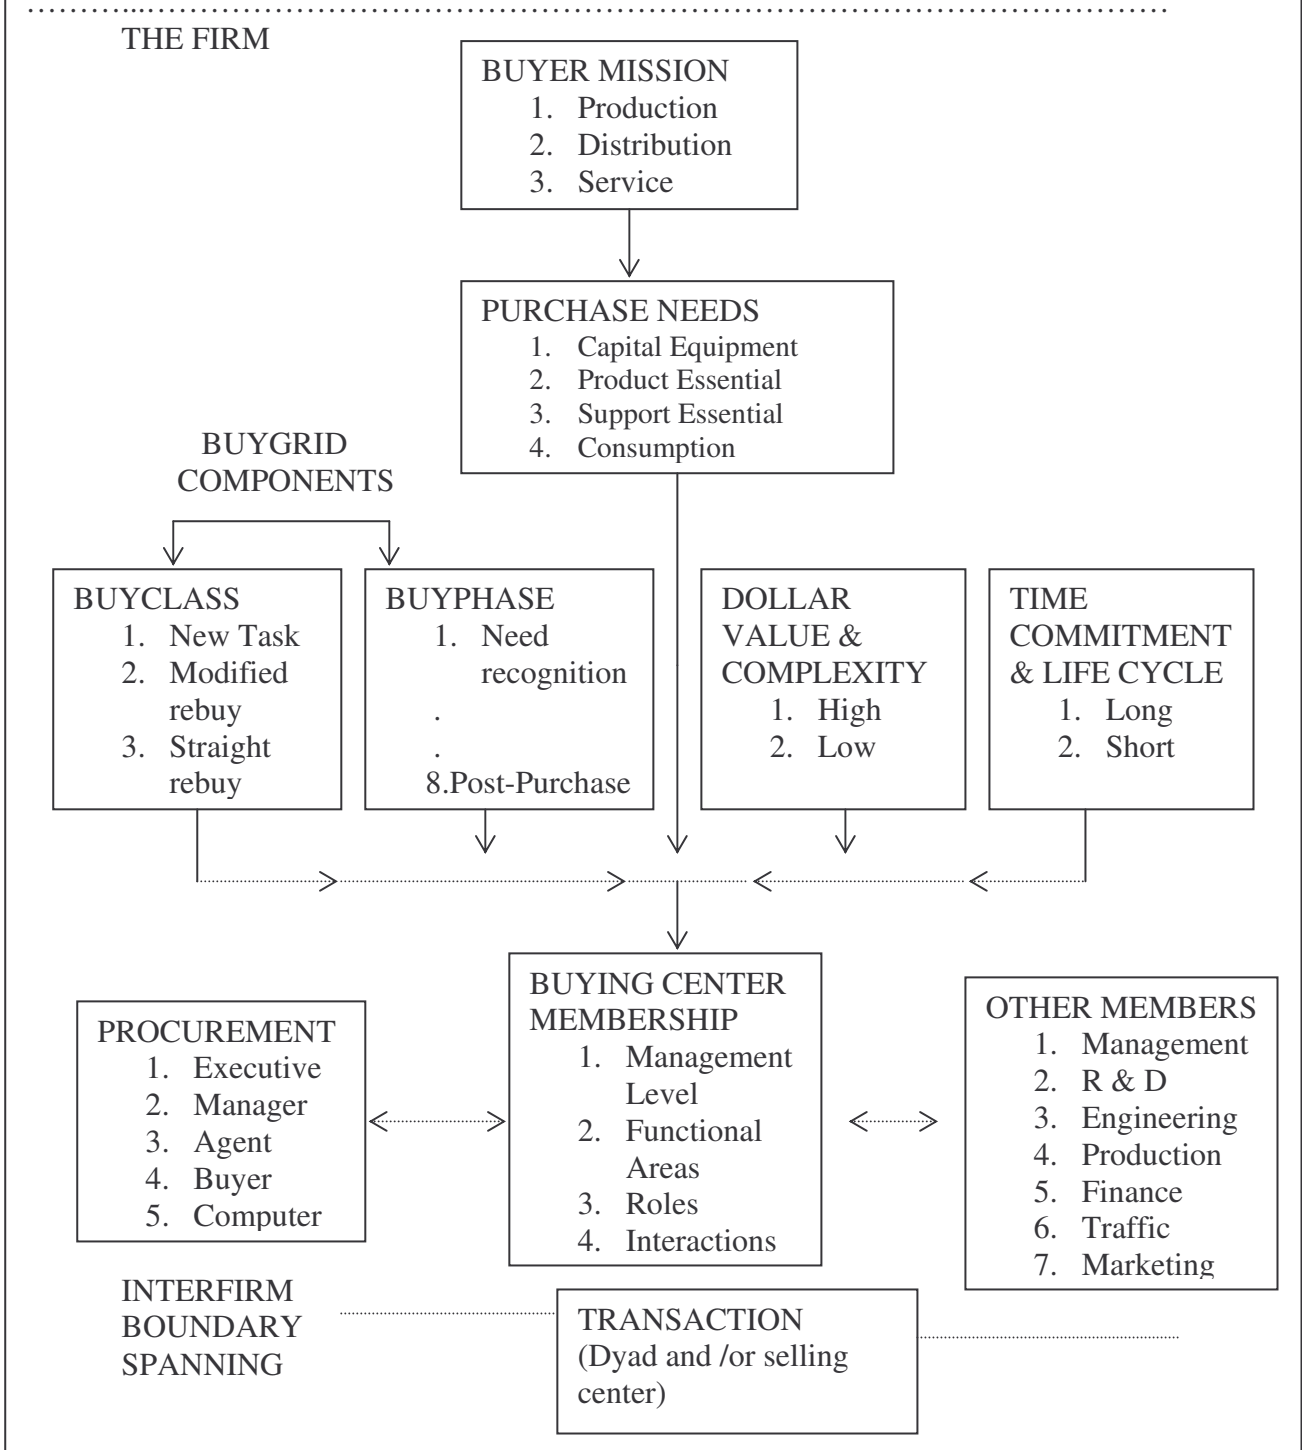 THE FIRM
BUYER MISSION
1. Production
2. Distribution
3. Service
PURCHASE NEEDS
1. Capital Equipment
2. Product Essential
3. Support Essential
4. Consumption
BUYGRID
COMPONENTS
BUYCLASS
1. New Task
2. Modified
rebuy
3. Straight
rebuy
BUYPHASE
1. Need
recognition
.
.
8.Post-Purchase
DOLLAR
VALUE &
COMPLEXITY
1. High
2. Low
TIME
COMMITMENT
& LIFE CYCLE
1. Long
2. Short
PROCUREMENT
1. Executive
2. Manager
3. Agent
4. Buyer
5. Computer
BUYING CENTER
MEMBERSHIP
1. Management
Level
2. Functional
Areas
3. Roles
4. Interactions
OTHER MEMBERS
1. Management
2. R & D
3. Engineering
4. Production
5. Finance
6. Traffic
7. Marketing
INTERFIRM
BOUNDARY
SPANNING
TRANSACTION
(Dyad and /or selling
center)